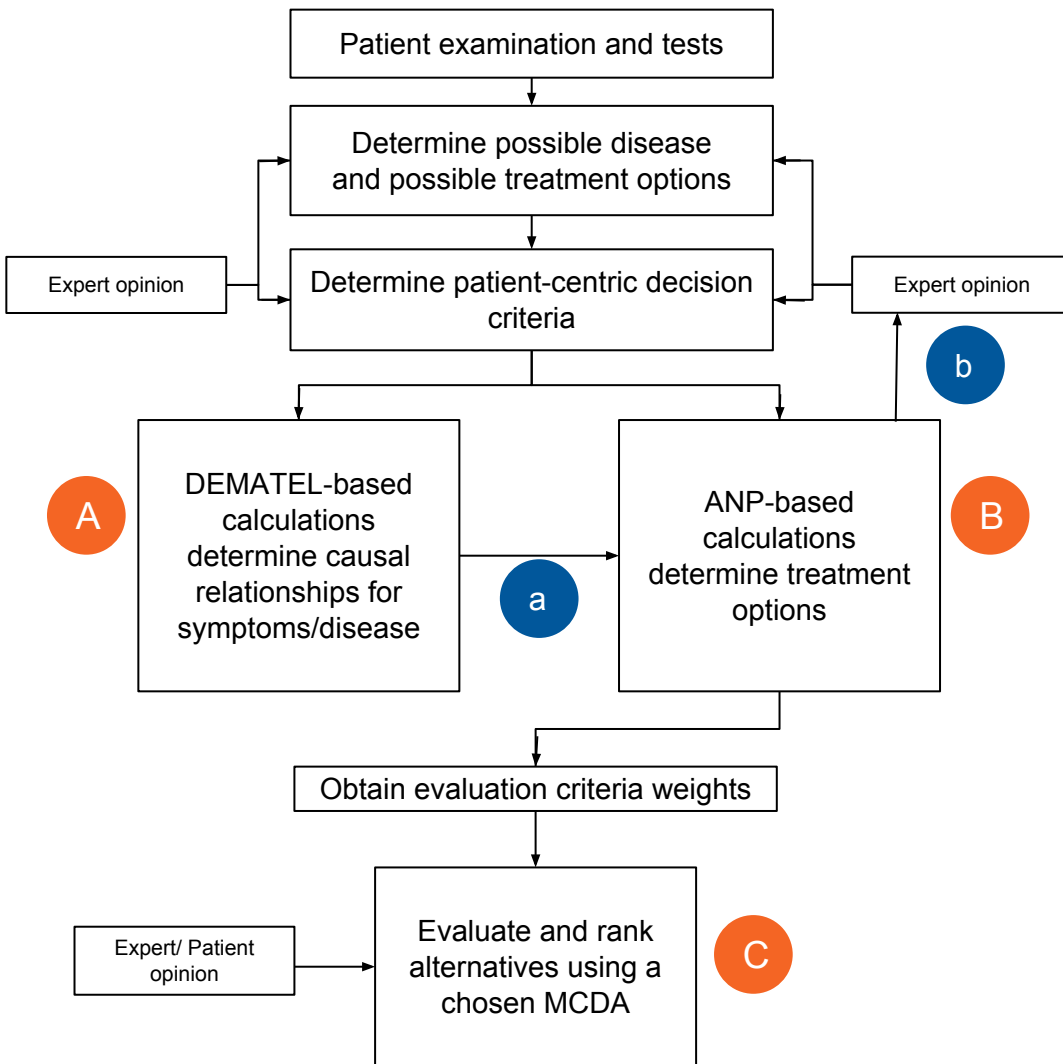 Patient examination and tests
Determine possible disease
and possible treatment options
Expert opinion
Determine patient-centric decision
criteria
Expert opinion
b
A
DEMATEL-based
calculations
determine causal
relationships for
symptoms/disease
a
ANP-based
calculations
determine treatment
options
B
Obtain evaluation criteria weights
Expert/ Patient
opinion
Evaluate and rank
alternatives using a
chosen MCDA
C